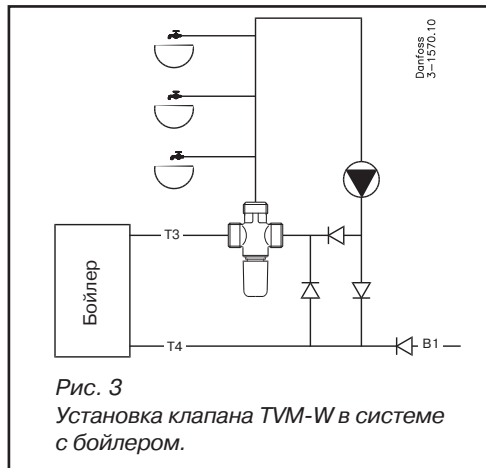 Danfoss
3-1570.10
Бойлер
T3
T4
B1
Рис. 3
Установка клапана TVM-W в системе
с бойлером.